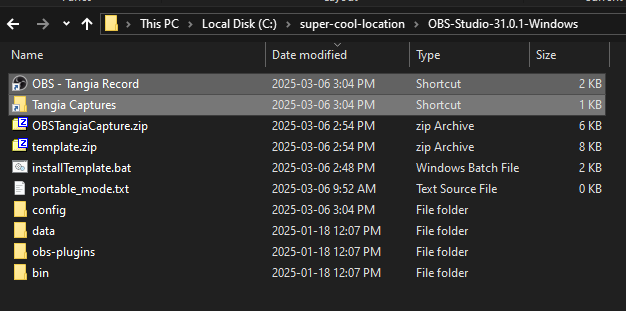 This PC > Local Disk (C:) > super-cool-location > OBS-Studio-31.0.1-Windows
Name Date modified Type Size
OBS - Tangia Record 2025-03-06 3:04 PM Shortcut 2 KB
Tangia Captures 2025-03-06 3:04 PM Shortcut 1 KB
OBSTangiaCapture.zip 2025-03-06 2:54 PM zip Archive 6 KB
template.zip 2025-03-06 2:54 PM zip Archive 8 KB
installTemplate.bat 2025-03-06 2:48 PM Windows Batch File 2 KB
portable_mode.txt 2025-03-06 9:52 AM Text Source File 0 KB
config 2025-03-06 3:04 PM File folder
data 2025-01-18 12:07 PM File folder
obs-plugins 2025-01-18 12:07 PM File folder
bin 2025-01-18 12:07 PM File folder